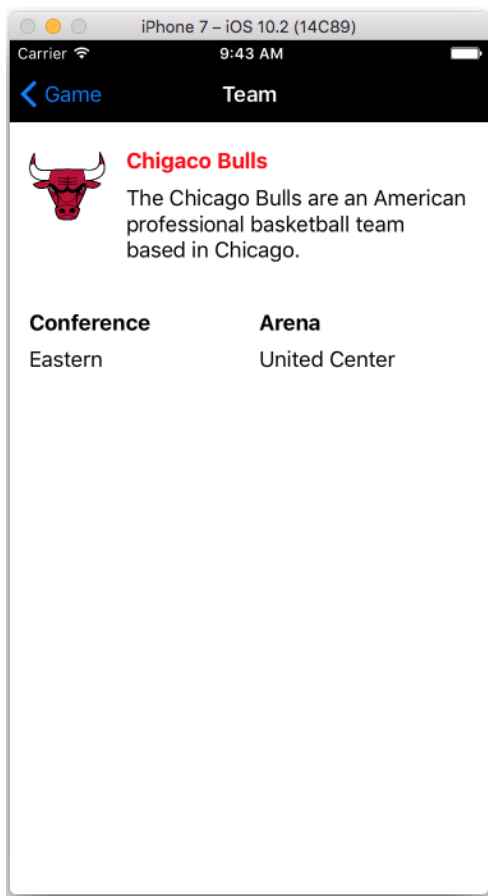 iPhone 7 – iOS 10.2 (14C89)
Carrier 9:43 AM
Game Team
Chigaco Bulls
The Chicago Bulls are an American
professional basketball team
based in Chicago.
Conference Arena
Eastern United Center